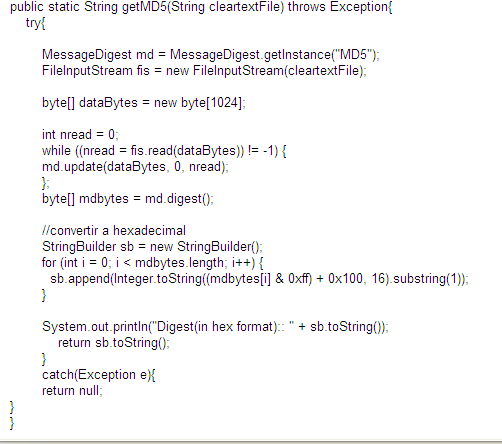 public static String getMD5(String cleartextFile) throws Exception{
try{
MessageDigest md = MessageDigest.getInstance("MD5");
FileInputStream fis = new FileInputStream(cleartextFile);
byte[] dataBytes = new byte[1024];
int nread = 0;
while ((nread = fis.read(dataBytes)) != -1) {
md.update(dataBytes, 0, nread);
};
byte[] mdbytes = md.digest();
//convertir a hexadecimal
StringBuilder sb = new StringBuilder();
for (int i = 0; i < mdbytes.length; i++) {
sb.append(Integer.toString((mdbytes[i] & 0xff) + 0x100, 16).substring(1));
}
System.out.println("Digest(in hex format):: " + sb.toString());
return sb.toString();
}
catch(Exception e){
return null;
}
}